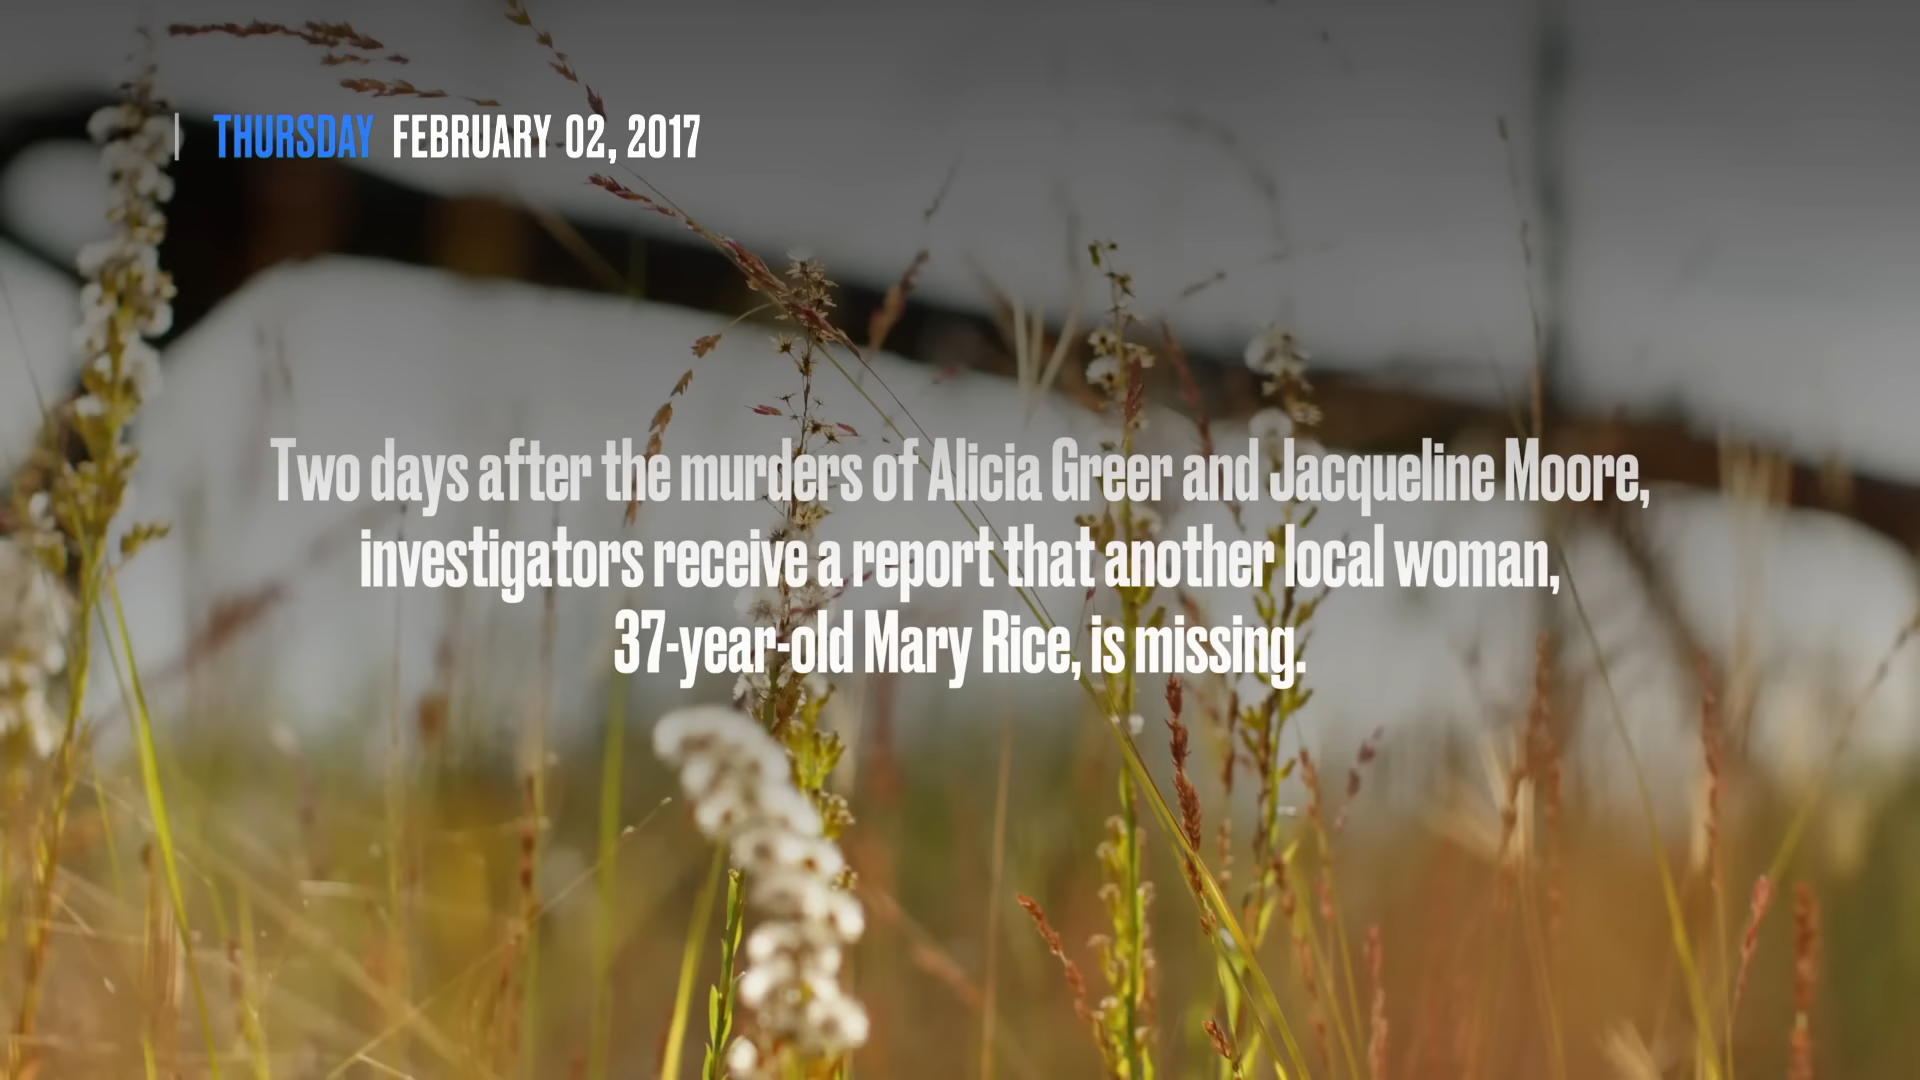 THURSDAY FEBRUARY 02, 2017
Two days after the murders of Alicia Greer and Jacqueline Moore,
investigators receive a report that another local woman,
37-year-old Mary Rice, is missing.